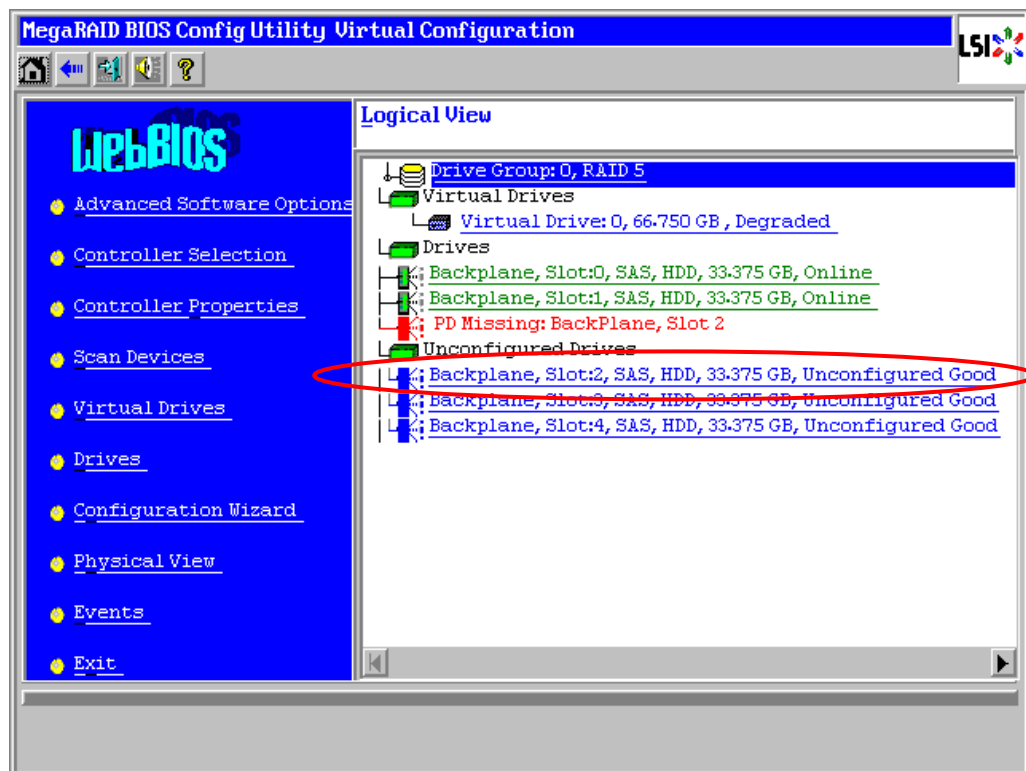 MegaRAID BIOS Config Utility Virtual Configuration
LSI
WebBIOS
Advanced Software Options
Controller Selection
Controller Properties
Scan Devices
Virtual Drives
Drives
Configuration Wizard
Physical View
Events
Exit
Logical View
Drive Group: 0, RAID 5
Virtual Drives
Virtual Drive: 0, 66.750 GB , Degraded
Drives
Backplane, Slot:0, SAS, HDD, 33.375 GB, Online
Backplane, Slot:1, SAS, HDD, 33.375 GB, Online
PD Missing: BackPlane, Slot 2
Unconfigured Drives
Backplane, Slot:2, SAS, HDD, 33.375 GB, Unconfigured Good
Backplane, Slot:3, SAS, HDD, 33.375 GB, Unconfigured Good
Backplane, Slot:4, SAS, HDD, 33.375 GB, Unconfigured Good